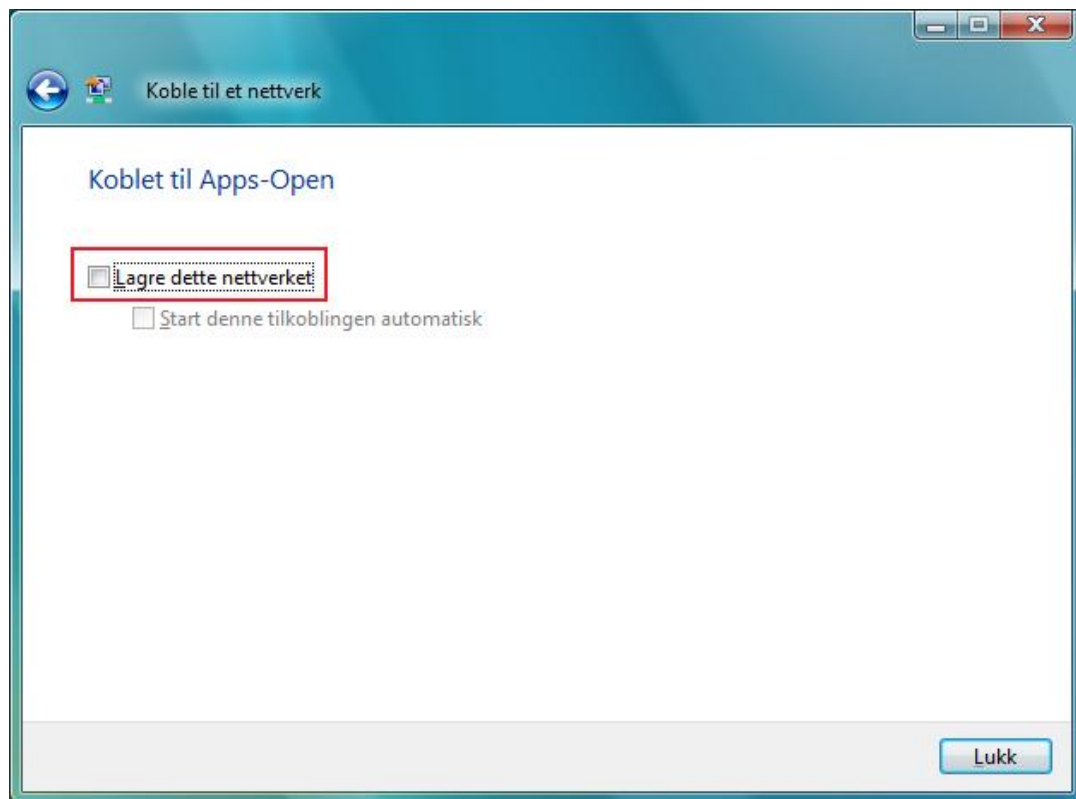 Koble til et nettverk
Koblet til Apps-Open
Lagre dette nettverket
Start denne tilkoblingen automatisk
Lukk